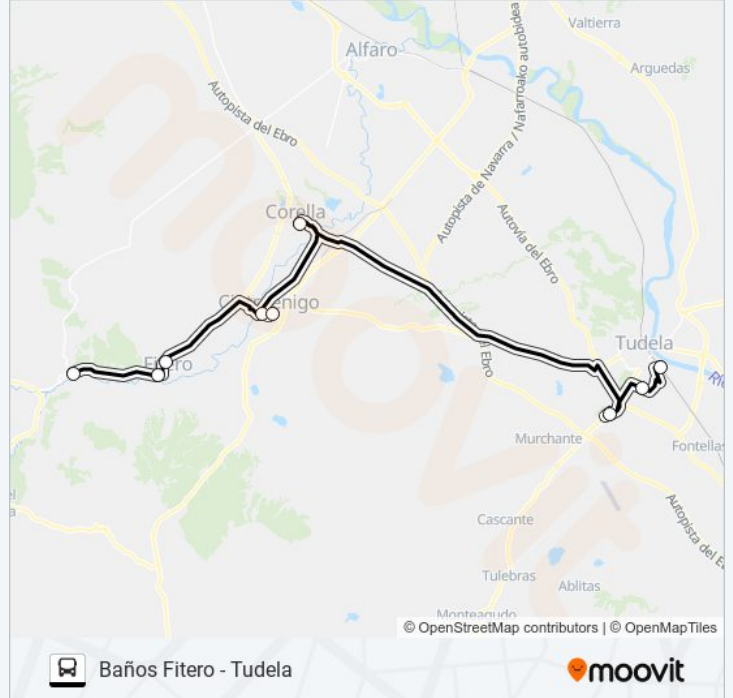 Valtierra
Alfaro
Arguedas
Autopista del Ebro
Autopista de Navarra / Nafarroako autobidea
Autovía del Ebro
Corella
Tudela
Fitero
Murchante
Fontellas
Cascante
Autopista del E
Tulebras
Ablitas
Monteagudo
© OpenStreetMap contributors | © OpenMapTiles
Baños Fitero - Tudela
moovit